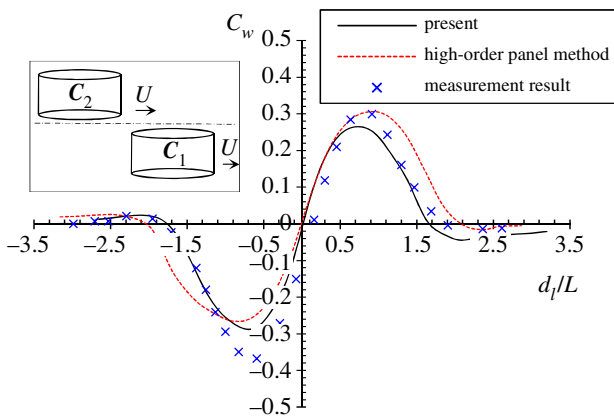 C_w
present
high-order panel method
measurement result
C_2
U
C_1
U
0.5
0.4
0.3
0.2
0.1
0
−0.1
−0.2
−0.3
−0.4
−0.5
−3.5 −2.5 −1.5 −0.5 0.5 1.5 2.5 3.5
d_l/L